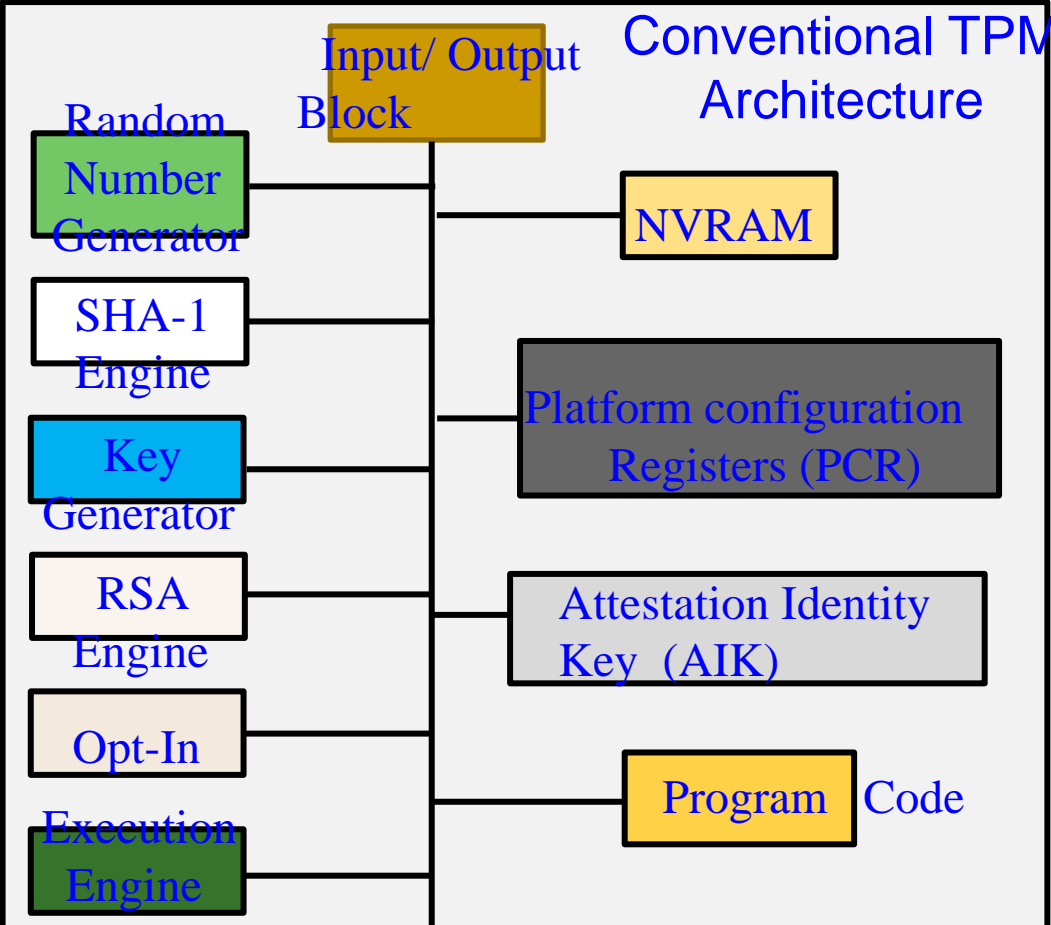 Conventional TPM
Architecture
Input/ Output
Block
Random
Number
Generator
NVRAM
SHA-1
Engine
Platform configuration
Registers (PCR)
Key
Generator
RSA
Engine
Attestation Identity
Key (AIK)
Opt-In
Program Code
Execution
Engine